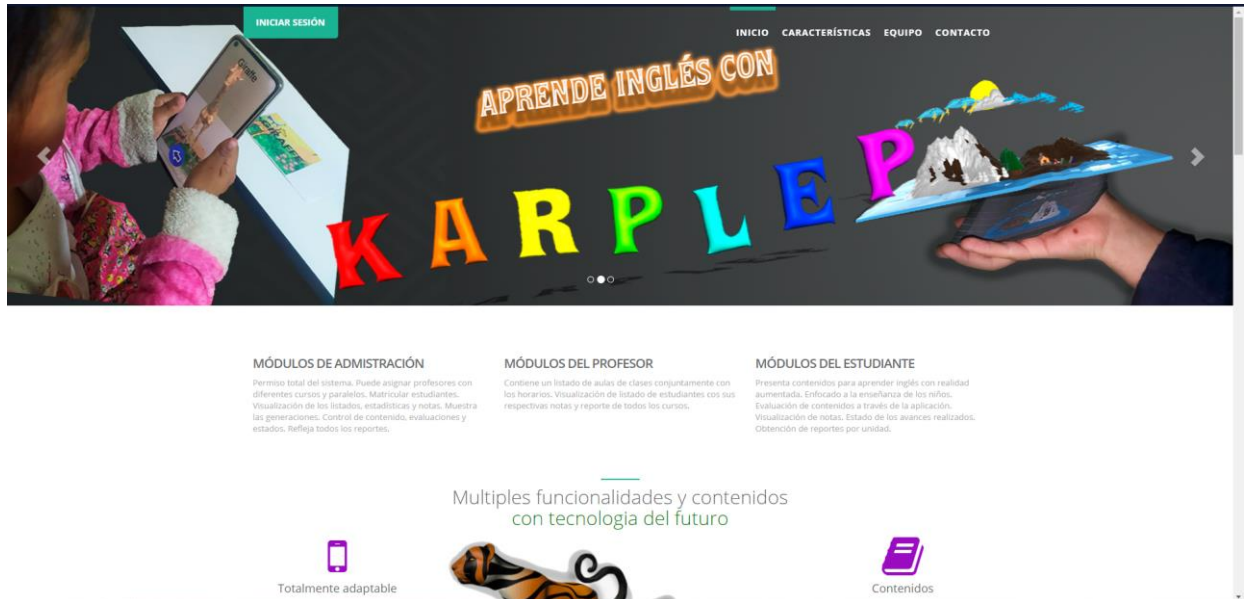 INICIAR SESIÓN
INICIO CARACTERÍSTICAS EQUIPO CONTACTO
APRENDE INGLÉS CON
KARPLEP
Giraffe
MÓDULOS DE ADMISTRACIÓN
Permiso total del sistema. Puede asignar profesores con
diferentes cursos y paralelos. Matricular estudiantes.
Visualización de los listados, estadísticas y notas. Muestra
las generaciones. Control de contenido, evaluaciones y
estados. Refleja todos los reportes.
MÓDULOS DEL PROFESOR
Contiene un listado de aulas de clases conjuntamente con
los horarios. Visualización de listado de estudiantes cos sus
respectivas notas y reporte de todos los cursos.
MÓDULOS DEL ESTUDIANTE
Presenta contenidos para aprender inglés con realidad
aumentada. Enfocado a la enseñanza de los niños.
Evaluación de contenidos a través de la aplicación.
Visualización de notas. Estado de los avances realizados.
Obtención de reportes por unidad.
Multiples funcionalidades y contenidos
con tecnologia del futuro
Totalmente adaptable
Contenidos